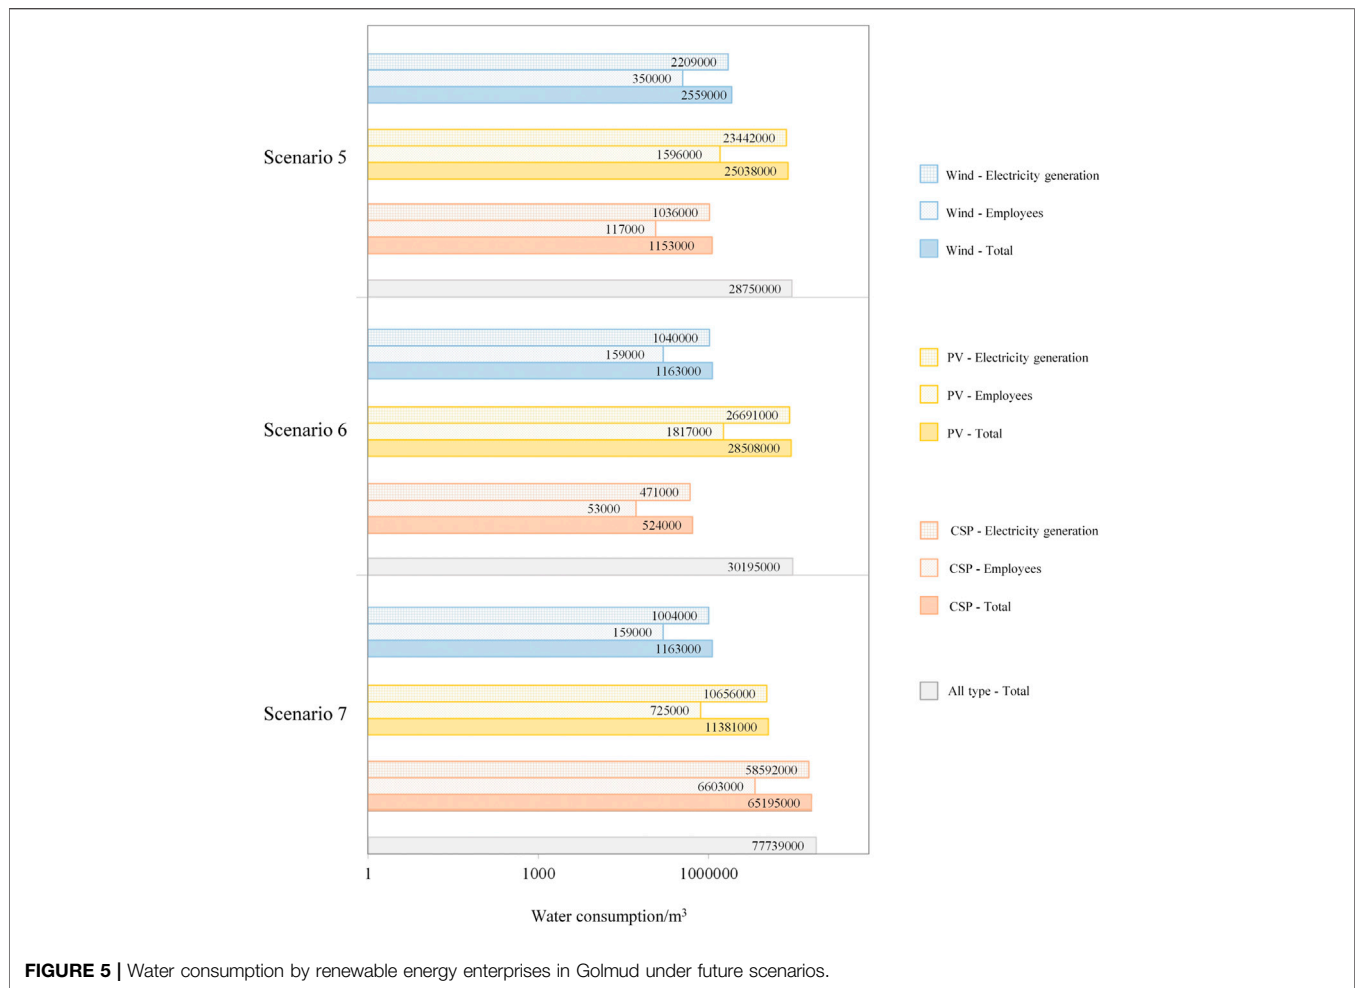 2209000
350000
2559000
Scenario 5
23442000
1596000
25038000
1036000
117000
1153000
28750000
1040000
159000
1163000
Scenario 6
26691000
1817000
28508000
471000
53000
524000
30195000
1004000
159000
1163000
Scenario 7
10656000
725000
11381000
58592000
6603000
65195000
77739000
1 1000 1000000
Water consumption/m³
Wind - Electricity generation
Wind - Employees
Wind - Total
PV - Electricity generation
PV - Employees
PV - Total
CSP - Electricity generation
CSP - Employees
CSP - Total
All type - Total
FIGURE 5 | Water consumption by renewable energy enterprises in Golmud under future scenarios.